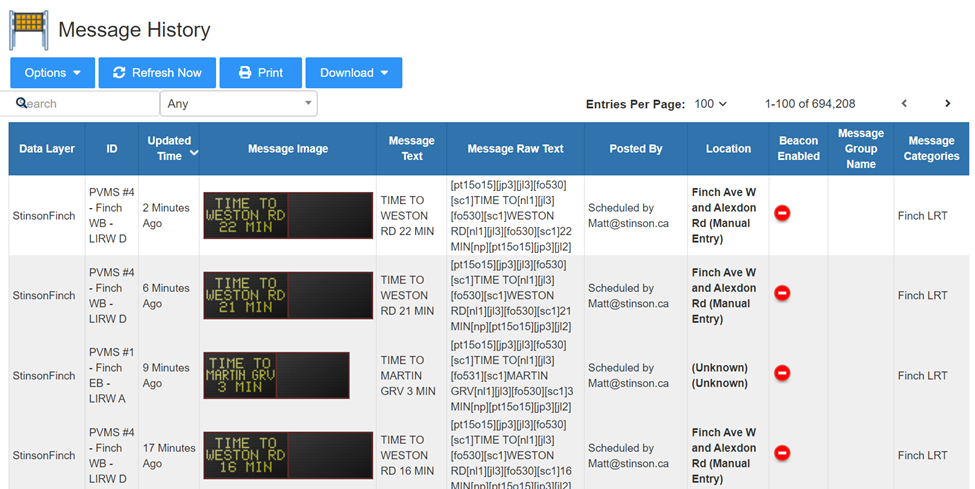 Message History
Options
Refresh Now
Print
Download
Search
Any
Entries Per Page: 100
1-100 of 694,208
Data Layer
ID
Updated
Time
Message Image
Message
Text
Message Raw Text
Posted By
Location
Beacon
Enabled
Message
Group
Name
Message
Categories
StinsonFinch
PVMS #4
- Finch
WB -
LIRW D
2 Minutes
Ago
TIME TO
WESTON RD
22 MIN
TIME TO
WESTON
RD 22 MIN
[pt15o15][jp3][jl3][fo530]
[sc1]TIME TO[nl1][jl3]
[fo530][sc1]WESTON
RD[nl1][jl3][fo530][sc1]22
MIN[np][pt15o15][jp3][jl2]
Scheduled by
Matt@stinson.ca
Finch Ave W
and Alexdon
Rd (Manual
Entry)
Finch LRT
StinsonFinch
PVMS #4
- Finch
WB -
LIRW D
6 Minutes
Ago
TIME TO
WESTON RD
21 MIN
TIME TO
WESTON
RD 21 MIN
[pt15o15][jp3][jl3][fo530]
[sc1]TIME TO[nl1][jl3]
[fo530][sc1]WESTON
RD[nl1][jl3][fo530][sc1]21
MIN[np][pt15o15][jp3][jl2]
Scheduled by
Matt@stinson.ca
Finch Ave W
and Alexdon
Rd (Manual
Entry)
Finch LRT
StinsonFinch
PVMS #1
- Finch
EB -
LIRW A
9 Minutes
Ago
TIME TO
MARTIN GRV
3 MIN
TIME TO
MARTIN
GRV 3 MIN
[pt15o15][jp3][jl3][fo530]
[sc1]TIME TO[nl1][jl3]
[fo531][sc1]MARTIN
GRV[nl1][jl3][fo530][sc1]3
MIN[np][pt15o15][jp3][jl2]
Scheduled by
Matt@stinson.ca
(Unknown)
(Unknown)
Finch LRT
StinsonFinch
PVMS #4
- Finch
WB -
LIRW D
17 Minutes
Ago
TIME TO
WESTON RD
16 MIN
TIME TO
WESTON
RD 16 MIN
[pt15o15][jp3][jl3][fo530]
[sc1]TIME TO[nl1][jl3]
[fo530][sc1]WESTON
RD[nl1][jl3][fo530][sc1]16
MIN[np][pt15o15][jp3][jl2]
Scheduled by
Matt@stinson.ca
Finch Ave W
and Alexdon
Rd (Manual
Entry)
Finch LRT